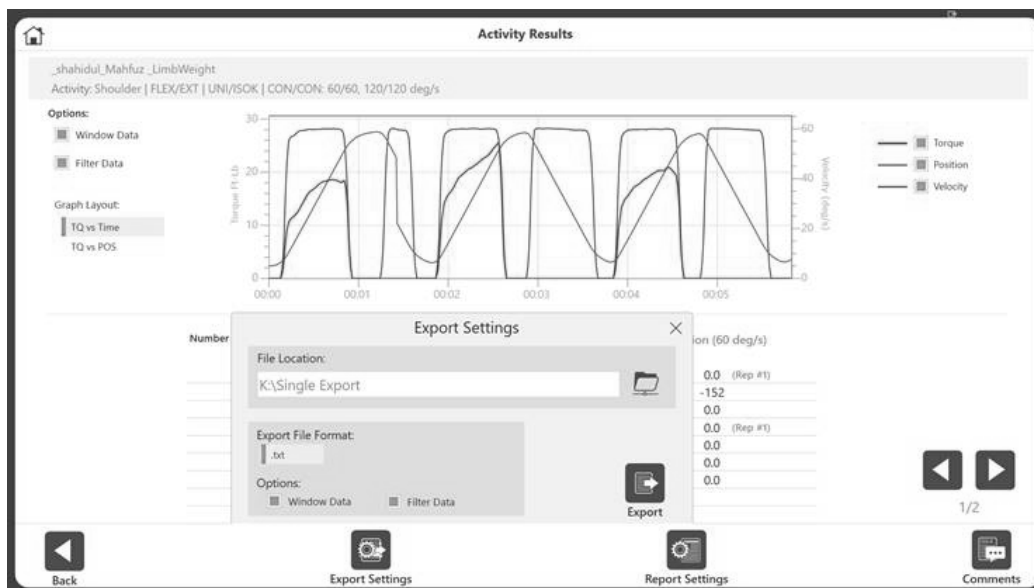 Activity Results
_shahidul_Mahfuz _LimbWeight
Activity: Shoulder | FLEX/EXT | UNI/ISOK | CON/CON: 60/60, 120/120 deg/s
Options:
Window Data
Filter Data
Graph Layout:
TQ vs Time
TQ vs POS
30
20
10
0
Torque Ft-Lb
60
40
20
0
Velocity (deg/s)
00:00 00:01 00:02 00:03 00:04 00:05
Torque
Position
Velocity
Number
ion (60 deg/s)
0.0 (Rep #1)
-152
0.0
0.0 (Rep #1)
0.0
0.0
0.0
Export Settings
File Location:
K:\Single Export
Export File Format:
.txt
Options:
Window Data Filter Data
Export
1/2
Back Export Settings Report Settings Comments